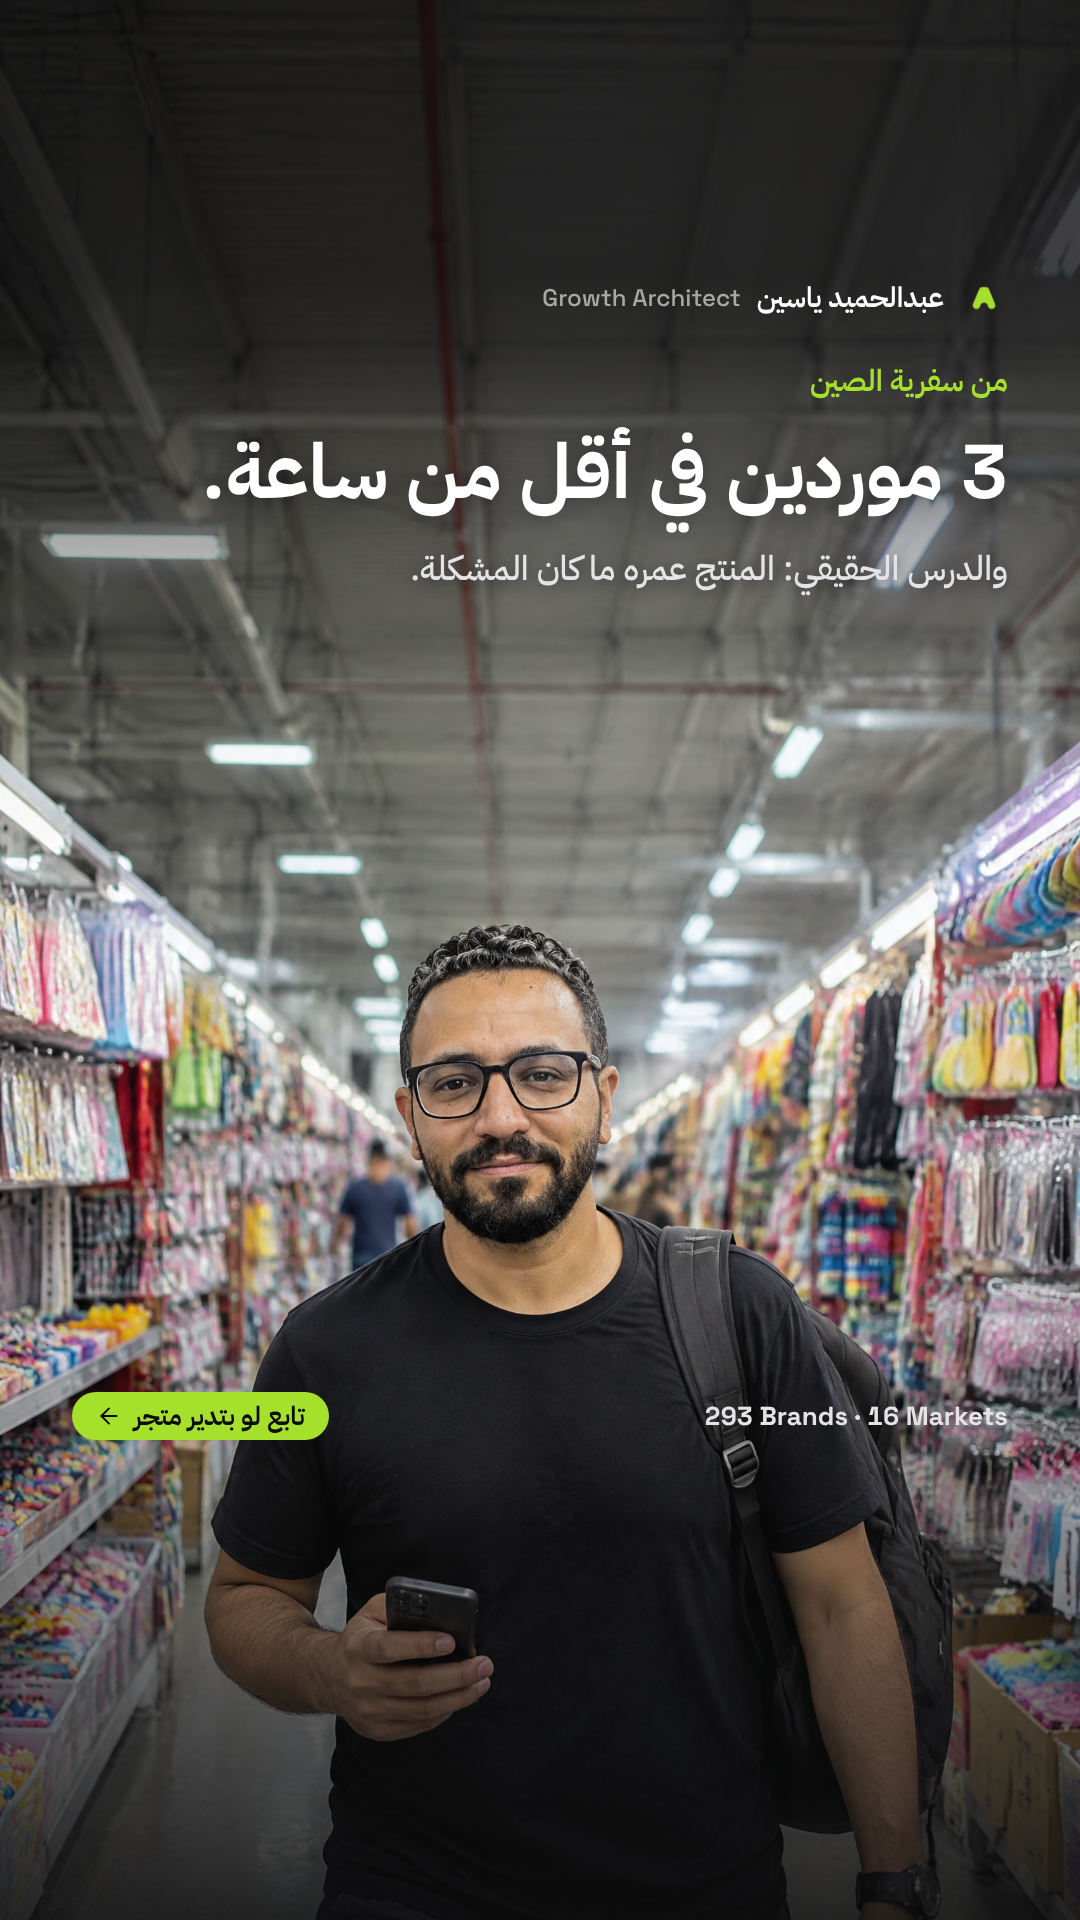 عبدالحميد ياسين Growth Architect
من سفرية الصين
3 موردين في أقل من ساعة.
والدرس الحقيقي: المنتج عمره ما كان المشكلة.
293 Brands · 16 Markets
تابع لو بتدير متجر ←